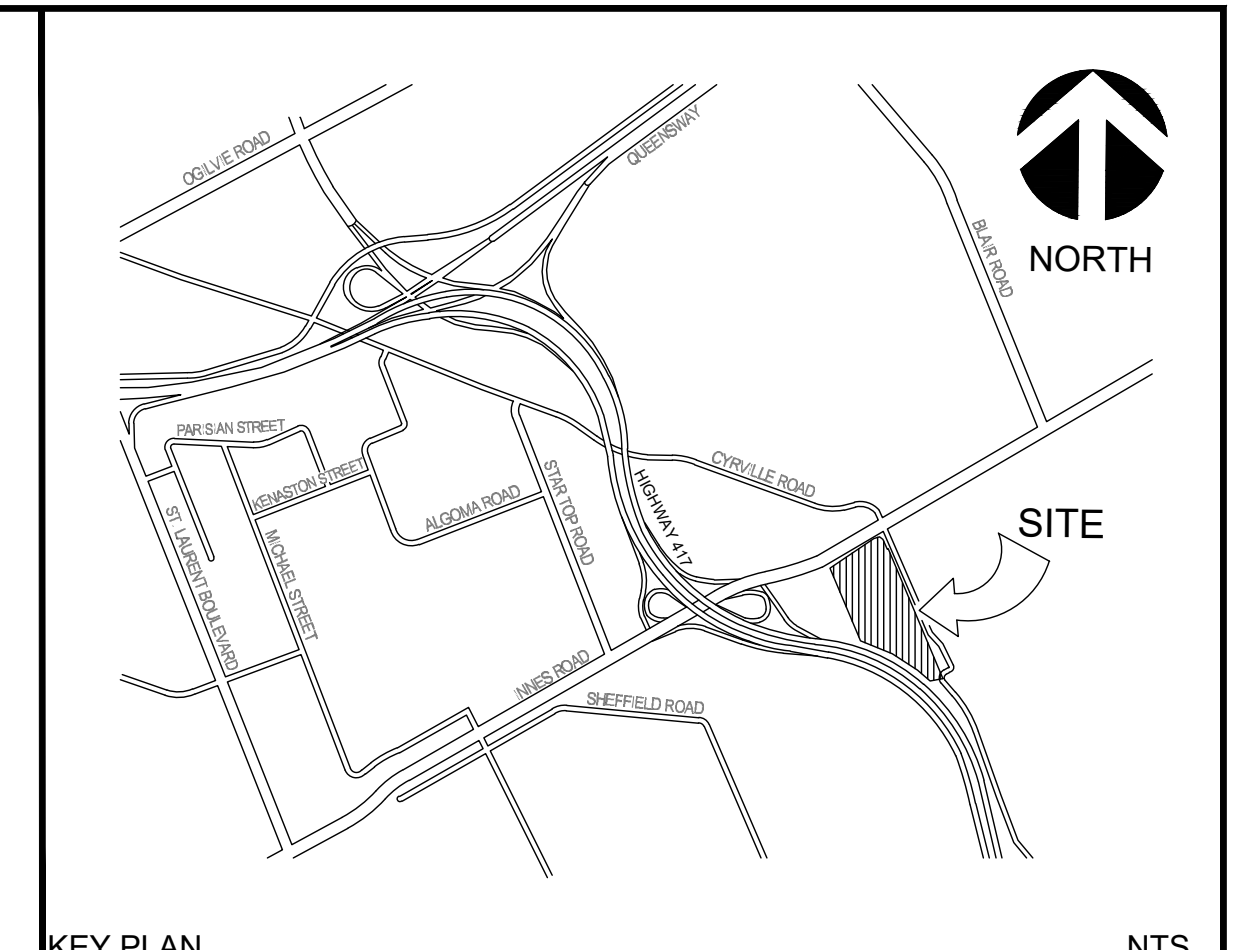 OGILVIE ROAD
QUEENSWAY
BLAIR ROAD
NORTH
PARISIAN STREET
KENASTON STREET
ALGOMA ROAD
STAR TOP ROAD
HIGHWAY 417
CYRVILLE ROAD
SITE
ST. LAURENT BOULEVARD
MICHAEL STREET
INNES ROAD
SHEFFIELD ROAD
KEY PLAN
NTS